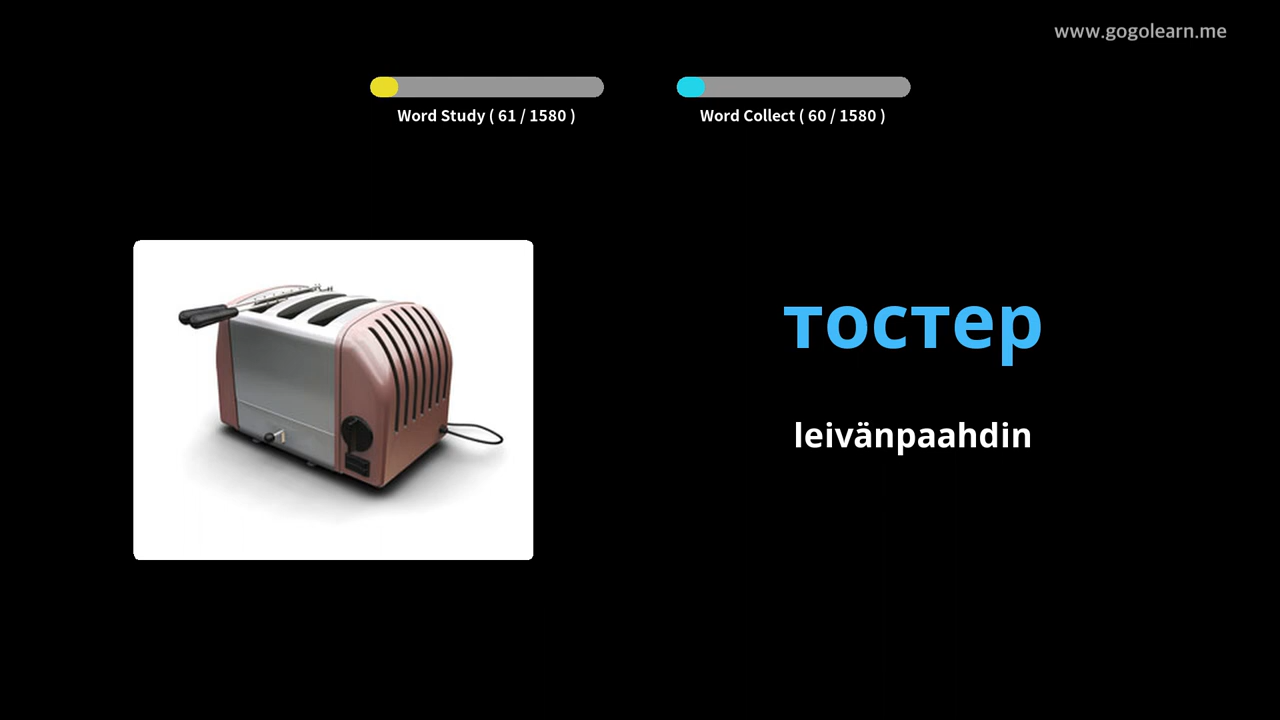 www.gogolearn.me
Word Study ( 61 / 1580 )
Word Collect ( 60 / 1580 )
тостер
leivänpaahdin